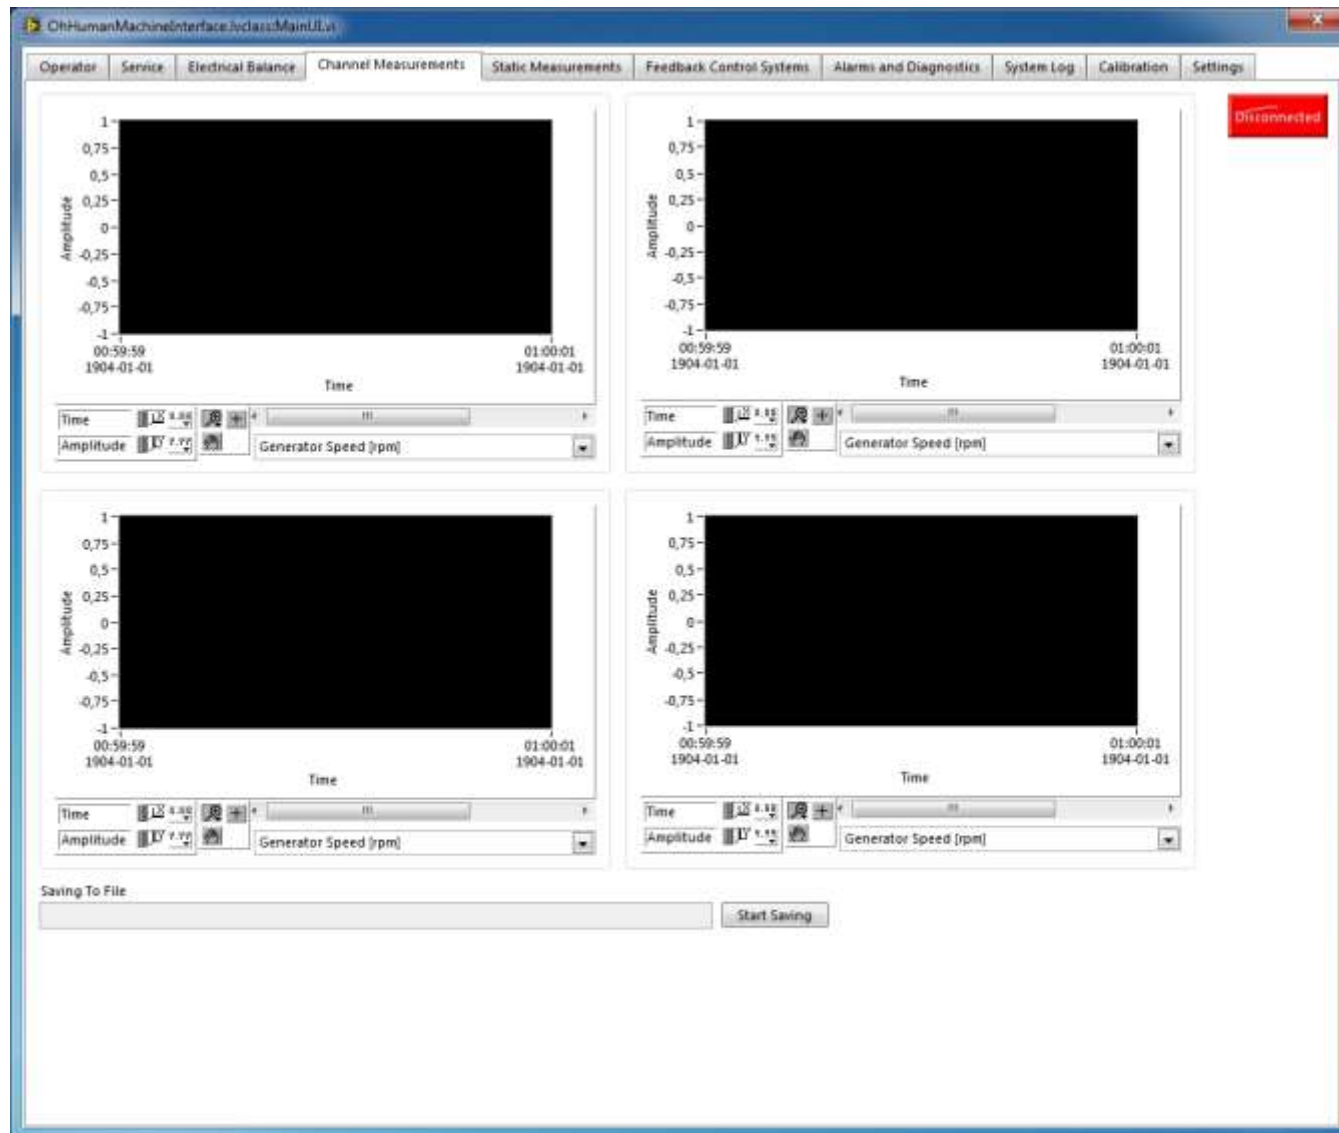 OhHumanMachineInterface.lvclass:MainUI.vi
Operator Service Electrical Balance Channel Measurements Static Measurements Feedback Control Systems Alarms and Diagnostics System Log Calibration Settings
Disconnected
1
0,75
0,5
0,25
0
-0,25
-0,5
-0,75
-1
Amplitude
00:59:59
1904-01-01
01:00:01
1904-01-01
Time
Time
Amplitude
Generator Speed [rpm]
1
0,75
0,5
0,25
0
-0,25
-0,5
-0,75
-1
Amplitude
00:59:59
1904-01-01
01:00:01
1904-01-01
Time
Time
Amplitude
Generator Speed [rpm]
1
0,75
0,5
0,25
0
-0,25
-0,5
-0,75
-1
Amplitude
00:59:59
1904-01-01
01:00:01
1904-01-01
Time
Time
Amplitude
Generator Speed [rpm]
1
0,75
0,5
0,25
0
-0,25
-0,5
-0,75
-1
Amplitude
00:59:59
1904-01-01
01:00:01
1904-01-01
Time
Time
Amplitude
Generator Speed [rpm]
Saving To File
Start Saving